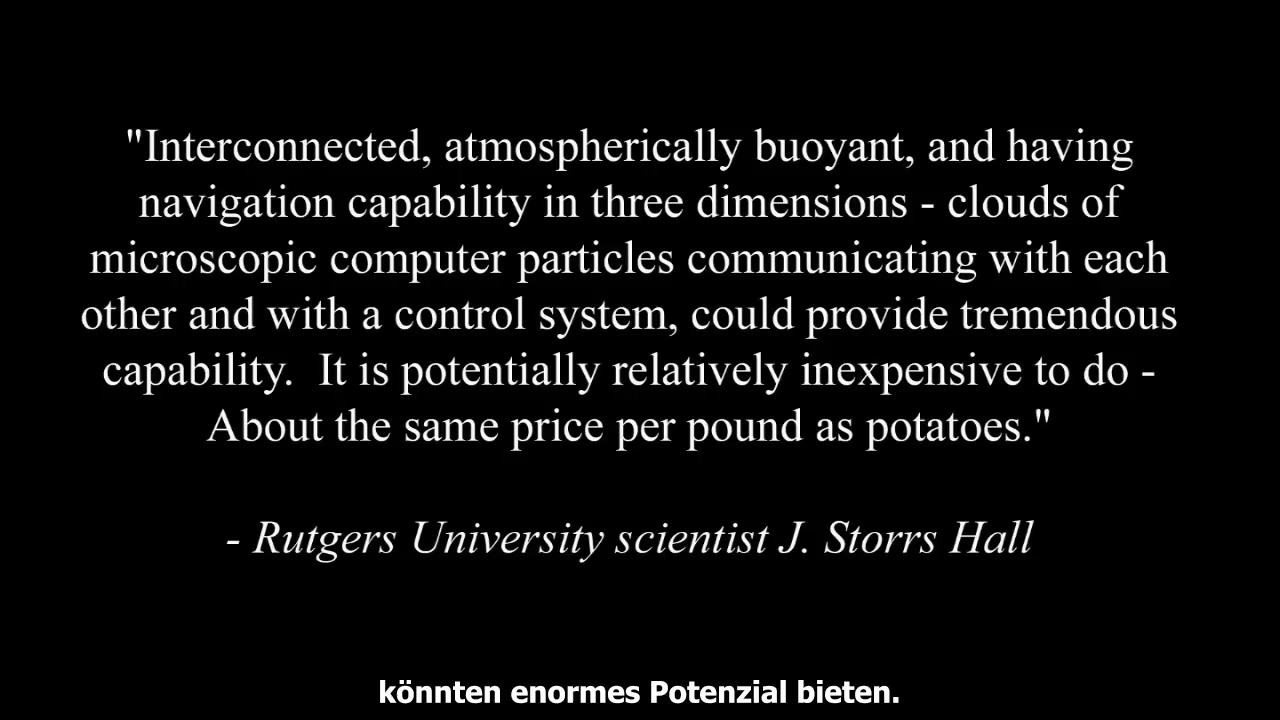 "Interconnected, atmospherically buoyant, and having
navigation capability in three dimensions - clouds of
microscopic computer particles communicating with each
other and with a control system, could provide tremendous
capability.  It is potentially relatively inexpensive to do -
About the same price per pound as potatoes."
- Rutgers University scientist J. Storrs Hall
könnten enormes Potenzial bieten.